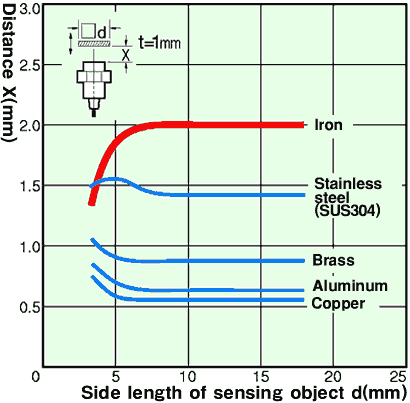 Distance X(mm)
3.0
2.5
2.0
1.5
1.0
0.5
0
d
t=1mm
X
Iron
Stainless
steel
(SUS304)
Brass
Aluminum
Copper
5
10
15
20
25
Side length of sensing object d(mm)